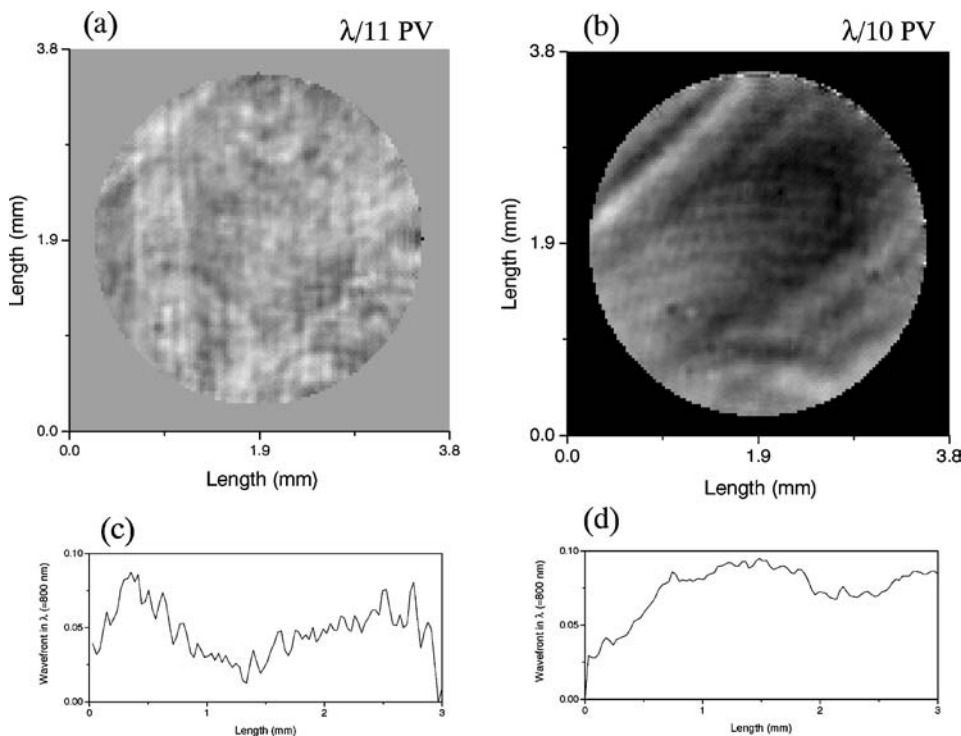 (a)
λ/11 PV
3.8
Length (mm)
1.9
0.0
0.0
1.9
3.8
Length (mm)
(b)
λ/10 PV
3.8
Length (mm)
1.9
0.0
0.0
1.9
3.8
Length (mm)
(c)
0.10
Wavefront in λ (=800 nm)
0.05
0.00
0
1
2
3
Length (mm)
(d)
0.10
Wavefront in λ (=800 nm)
0.05
0.00
0
1
2
3
Length (mm)